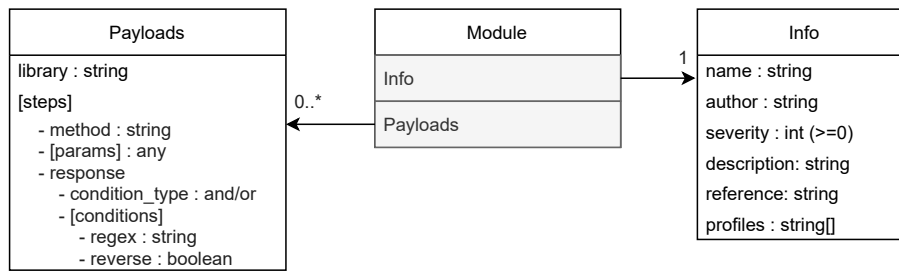 Payloads
library : string
[steps]
- method : string
- [params] : any
- response
- condition_type : and/or
- [conditions]
- regex : string
- reverse : boolean
0..*
Module
Info
Payloads
1
Info
name : string
author : string
severity : int (>=0)
description: string
reference: string
profiles : string[]